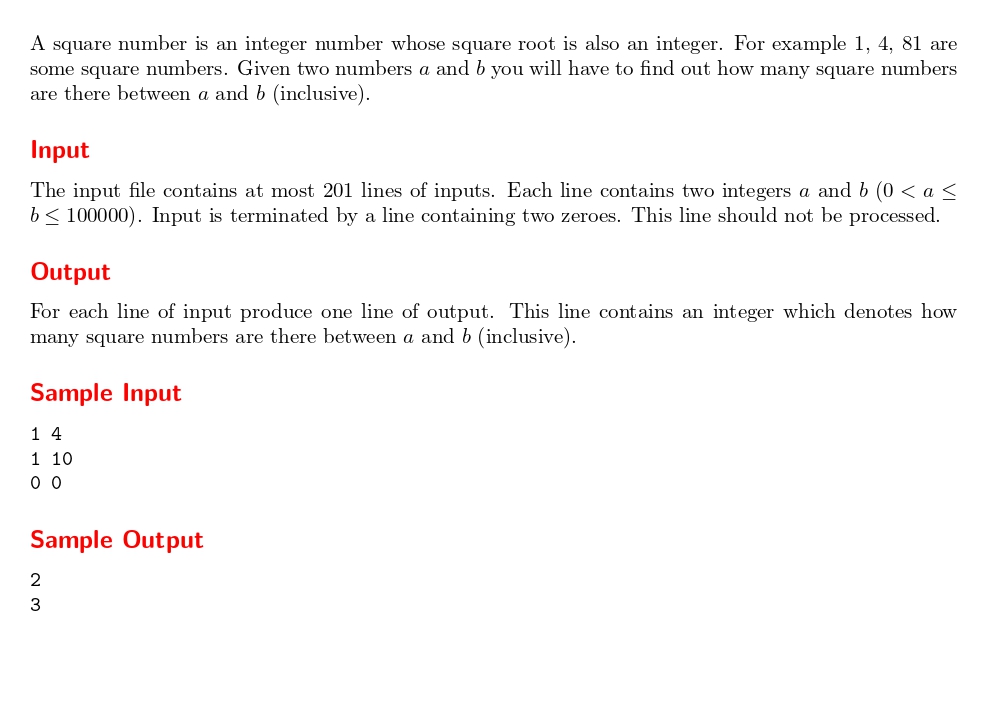 A square number is an integer number whose square root is also an integer. For example 1, 4, 81 are
some square numbers. Given two numbers a and b you will have to find out how many square numbers
are there between a and b (inclusive).
Input
The input file contains at most 201 lines of inputs. Each line contains two integers a and b (0 < a ≤
b ≤ 100000). Input is terminated by a line containing two zeroes. This line should not be processed.
Output
For each line of input produce one line of output. This line contains an integer which denotes how
many square numbers are there between a and b (inclusive).
Sample Input
1 4
1 10
0 0
Sample Output
2
3